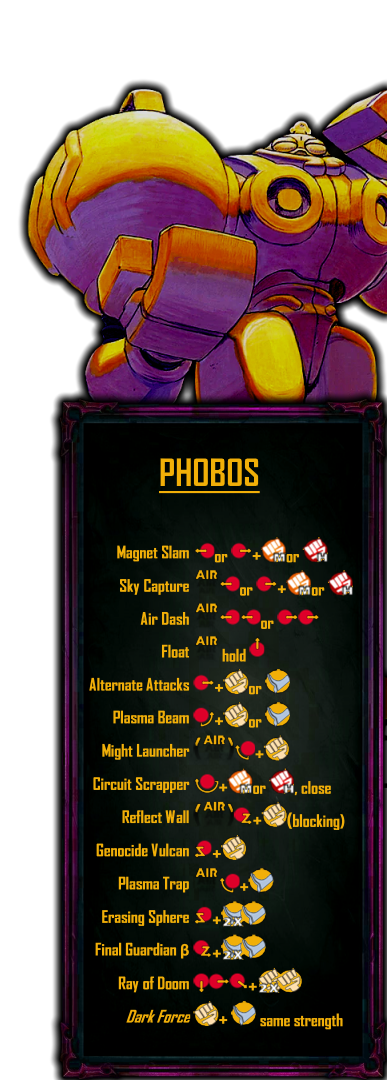 PHOBOS
Magnet Slam or + M or H
Sky Capture AIR or + M or H
Air Dash AIR or
Float AIR hold
Alternate Attacks + or
Plasma Beam + or
Might Launcher (AIR) +
Circuit Scrapper + M or H, close
Reflect Wall (AIR) + (blocking)
Genocide Vulcan +
Plasma Trap AIR +
Erasing Sphere + 2X
Final Guardian β + 2X
Ray of Doom + 2X
Dark Force + same strength